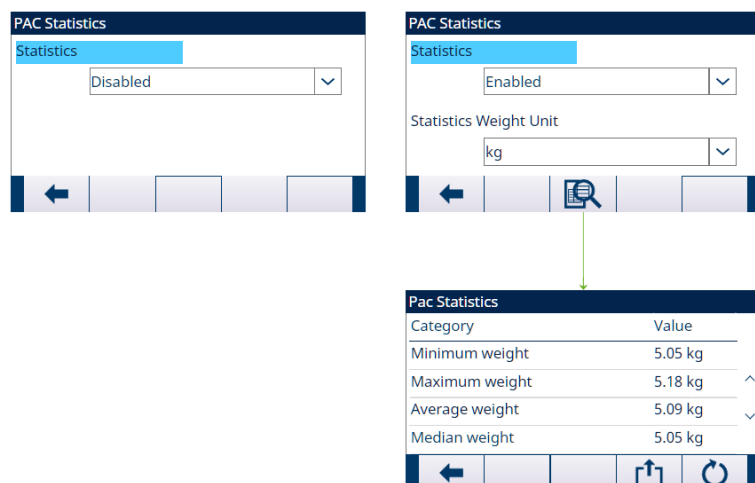 PAC Statistics
Statistics
Disabled
PAC Statistics
Statistics
Enabled
Statistics Weight Unit
kg
Pac Statistics
Category Value
Minimum weight 5.05 kg
Maximum weight 5.18 kg
Average weight 5.09 kg
Median weight 5.05 kg